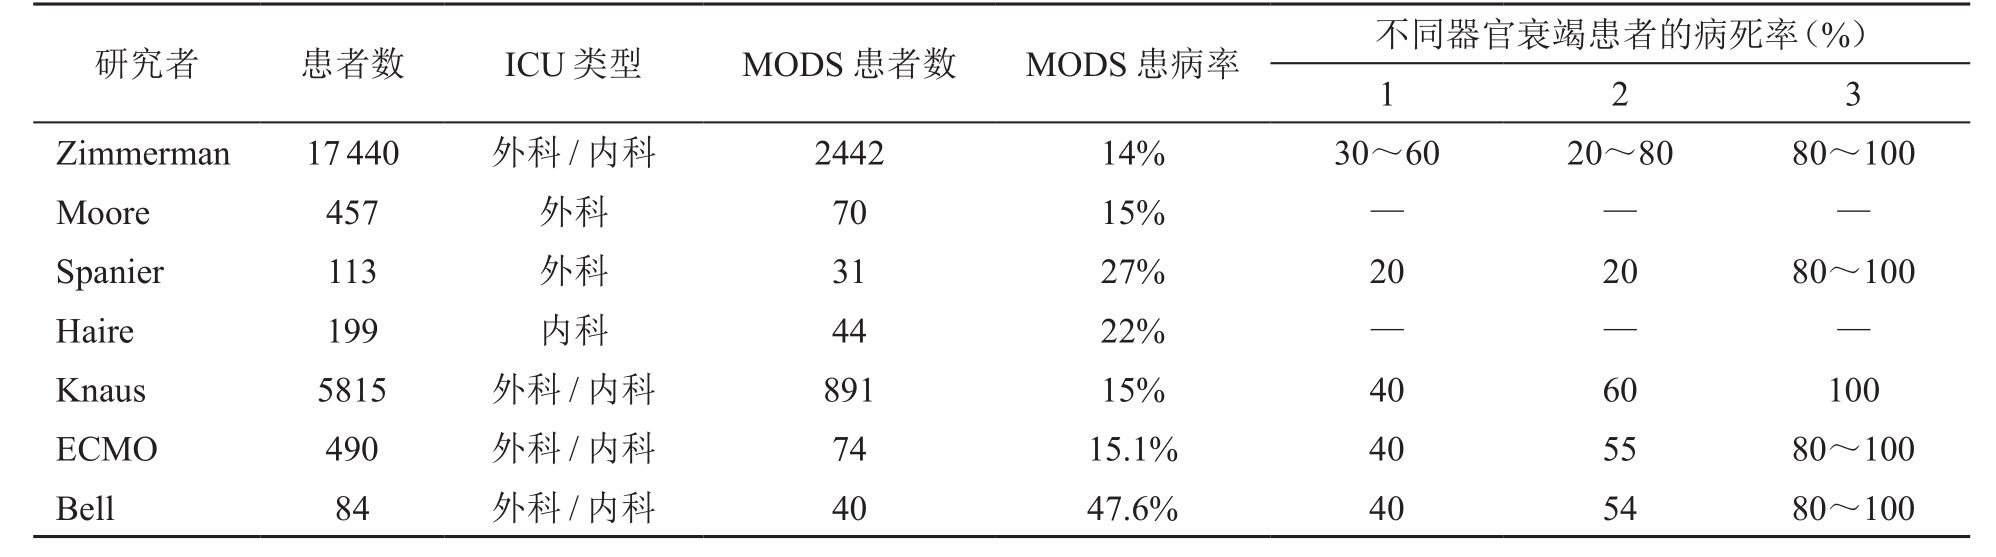 研究者 患者数 ICU 类型 MODS 患者数 MODS 患病率 不同器官衰竭患者的病死率(%)
1 2 3
Zimmerman 17 440 外科 / 内科 2442 14% 30～60 20～80 80～100
Moore 457 外科 70 15% — — —
Spanier 113 外科 31 27% 20 20 80～100
Haire 199 内科 44 22% — — —
Knaus 5815 外科 / 内科 891 15% 40 60 100
ECMO 490 外科 / 内科 74 15.1% 40 55 80～100
Bell 84 外科 / 内科 40 47.6% 40 54 80～100